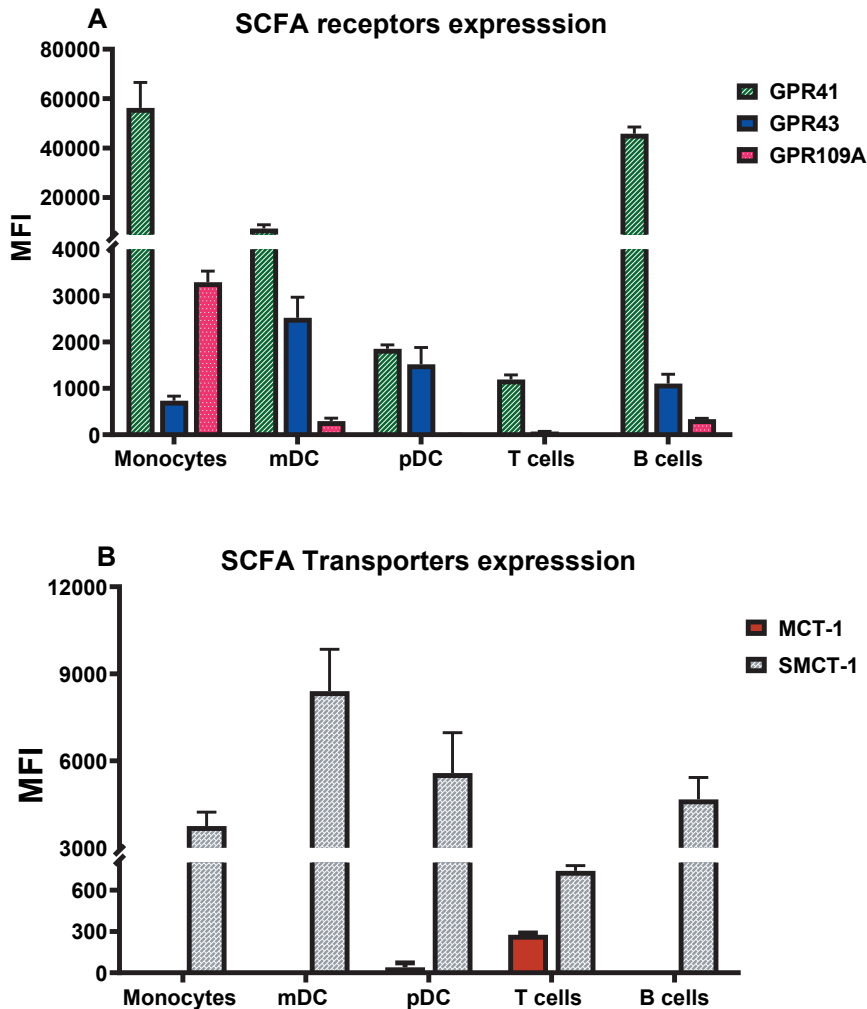 A
SCFA receptors expresssion
80000
60000
40000
20000
4000
3000
2000
1000
0
MFI
Monocytes mDC pDC T cells B cells
GPR41
GPR43
GPR109A
B
SCFA Transporters expresssion
12000
9000
6000
3000
600
300
0
MFI
Monocytes mDC pDC T cells B cells
MCT-1
SMCT-1